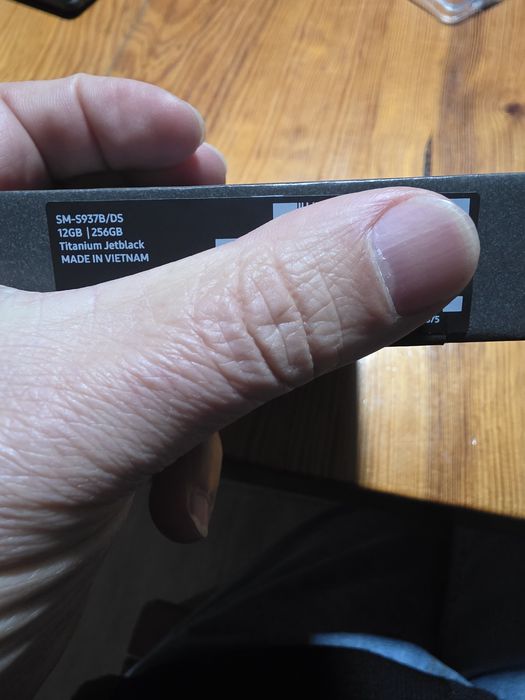 SM-S937B/DS
12GB | 256GB
Titanium Jetblack
MADE IN VIETNAM